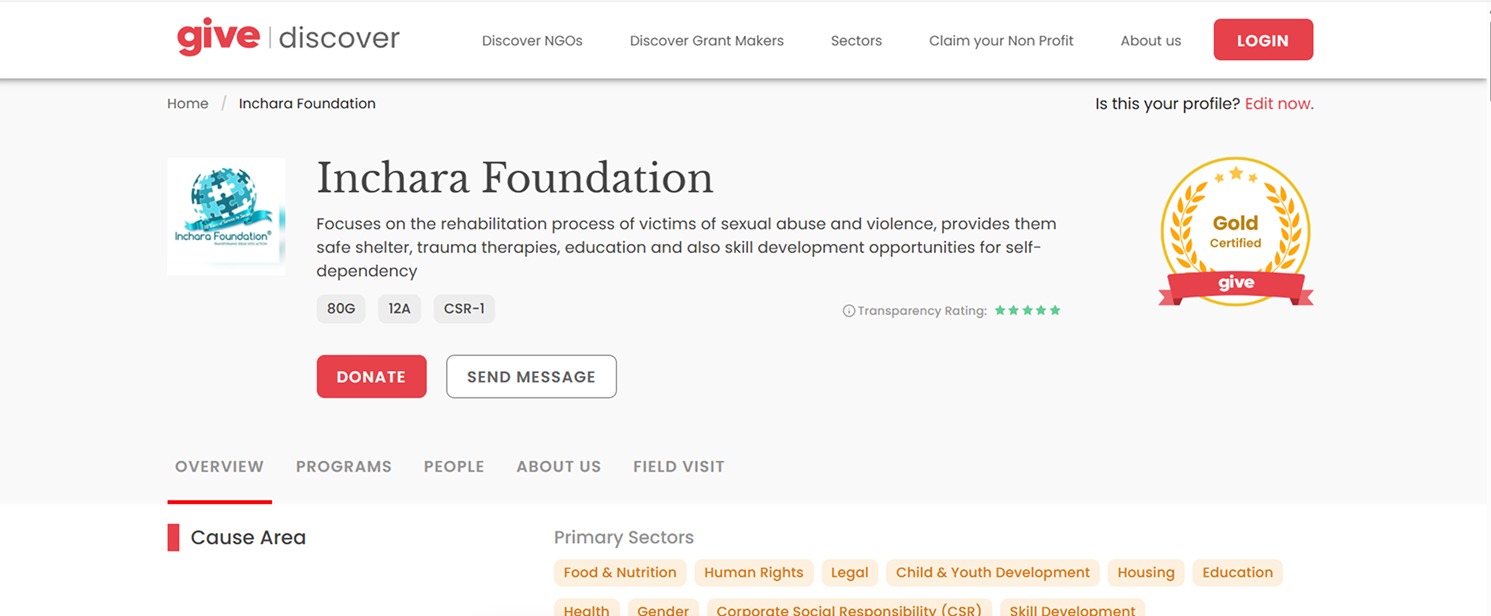 give | discover
Discover NGOs
Discover Grant Makers
Sectors
Claim your Non Profit
About us
LOGIN
Home / Inchara Foundation
Is this your profile? Edit now.
Inchara Foundation®
Inchara Foundation
Focuses on the rehabilitation process of victims of sexual abuse and violence, provides them
safe shelter, trauma therapies, education and also skill development opportunities for self-
dependency
80G
12A
CSR-1
Transparency Rating:
Gold
Certified
give
DONATE
SEND MESSAGE
OVERVIEW
PROGRAMS
PEOPLE
ABOUT US
FIELD VISIT
Cause Area
Primary Sectors
Food & Nutrition
Human Rights
Legal
Child & Youth Development
Housing
Education
Health
Gender
Corporate Social Responsibility (CSR)
Skill Development